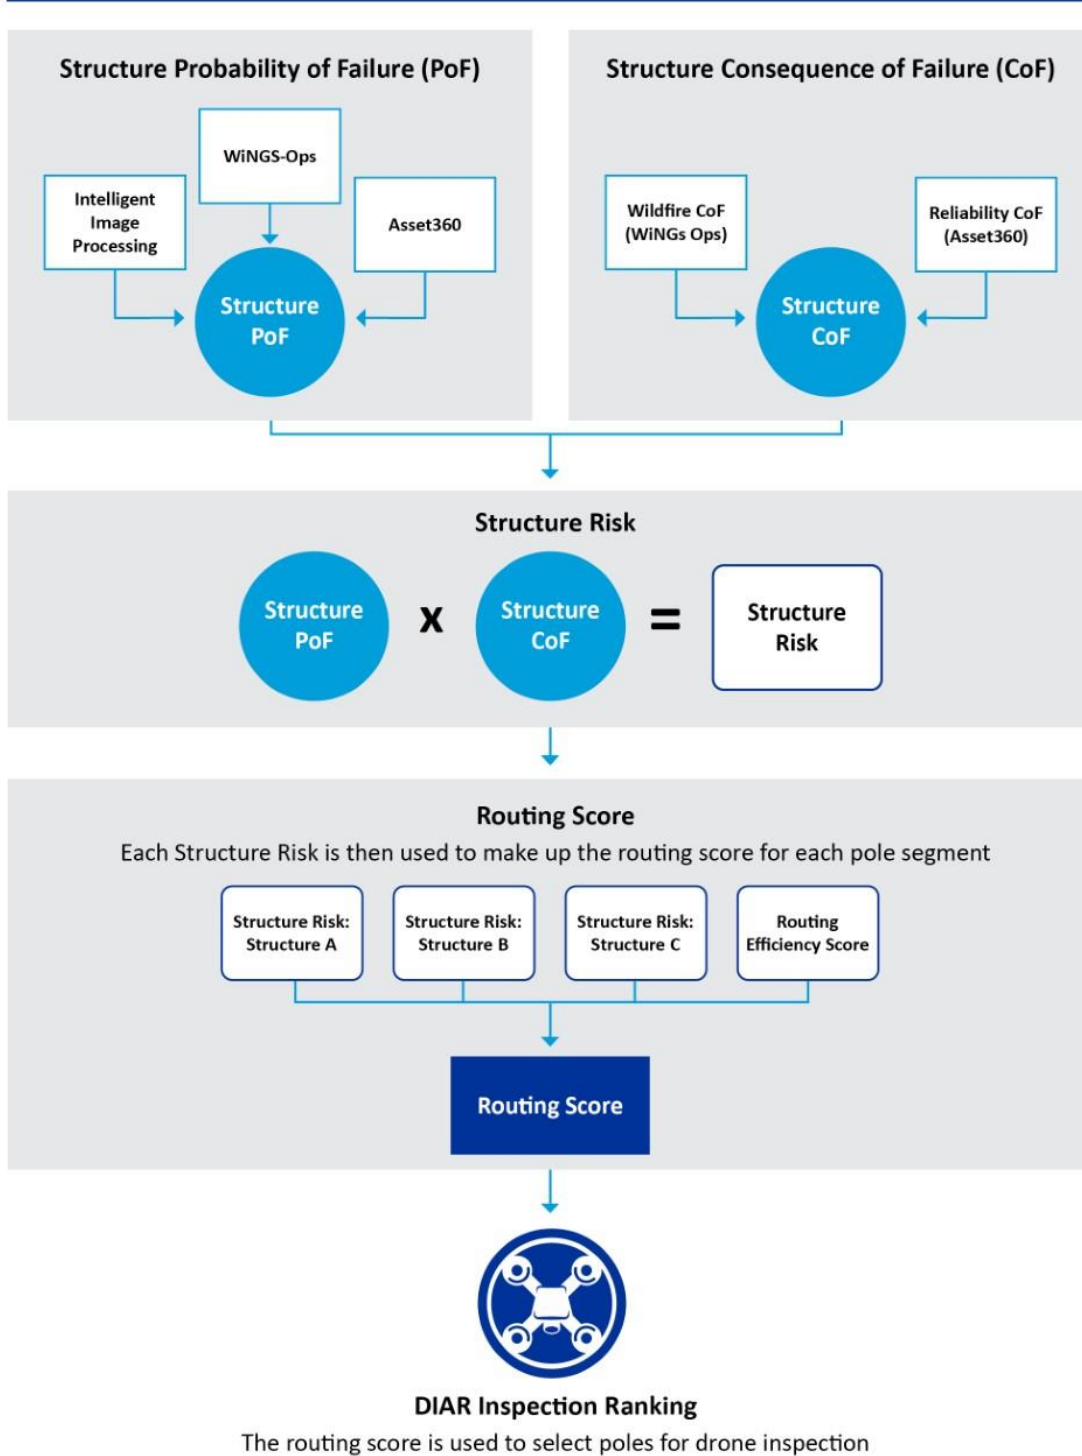 Structure Probability of Failure (PoF)
WiNGS-Ops
Intelligent
Image
Processing
Asset360
Structure
PoF
Structure Consequence of Failure (CoF)
Wildfire CoF
(WiNGs Ops)
Reliability CoF
(Asset360)
Structure
CoF
Structure Risk
Structure
PoF
x
Structure
CoF
=
Structure
Risk
Routing Score
Each Structure Risk is then used to make up the routing score for each pole segment
Structure Risk:
Structure A
Structure Risk:
Structure B
Structure Risk:
Structure C
Routing
Efficiency Score
Routing Score
DIAR Inspection Ranking
The routing score is used to select poles for drone inspection